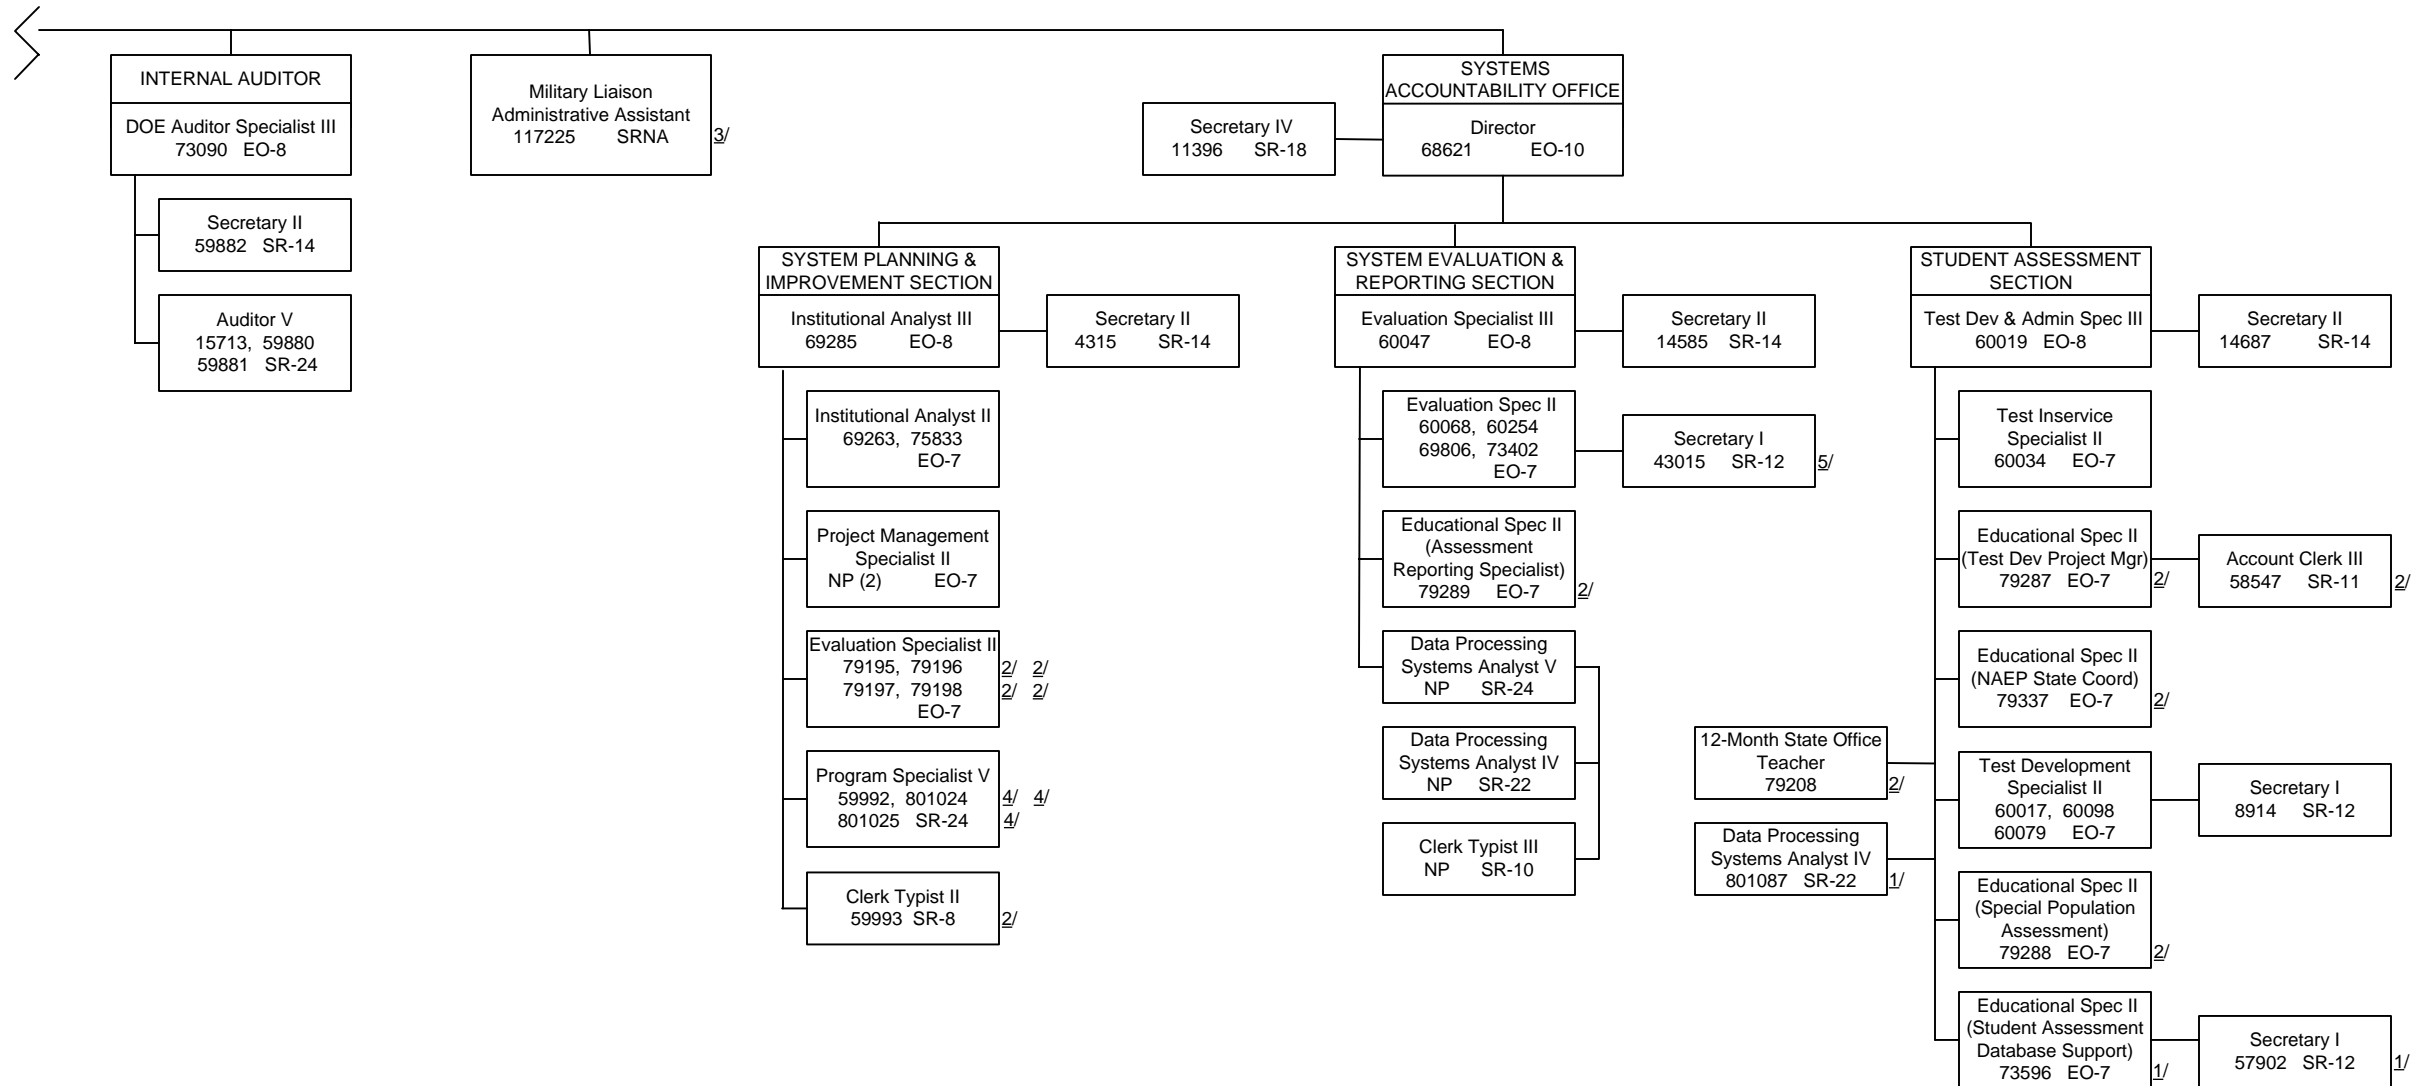 INTERNAL AUDITOR
DOE Auditor Specialist III
73090 EO-8
Secretary II
59882 SR-14
Auditor V
15713, 59880
59881 SR-24
Military Liaison
Administrative Assistant
117225 SRNA
3/
SYSTEMS
ACCOUNTABILITY OFFICE
Director
68621 EO-10
Secretary IV
11396 SR-18
SYSTEM PLANNING &
IMPROVEMENT SECTION
Institutional Analyst III
69285 EO-8
Secretary II
4315 SR-14
Institutional Analyst II
69263, 75833
EO-7
Project Management
Specialist II
NP (2) EO-7
Evaluation Specialist II
79195, 79196 2/ 2/
79197, 79198 2/ 2/
EO-7
Program Specialist V
59992, 801024 4/ 4/
801025 SR-24 4/
Clerk Typist II
59993 SR-8 2/
SYSTEM EVALUATION &
REPORTING SECTION
Evaluation Specialist III
60047 EO-8
Secretary II
14585 SR-14
Evaluation Spec II
60068, 60254
69806, 73402
EO-7
Secretary I
43015 SR-12 5/
Educational Spec II
(Assessment
Reporting Specialist)
79289 EO-7 2/
Data Processing
Systems Analyst V
NP SR-24
Data Processing
Systems Analyst IV
NP SR-22
Clerk Typist III
NP SR-10
STUDENT ASSESSMENT
SECTION
Test Dev & Admin Spec III
60019 EO-8
Secretary II
14687 SR-14
Test Inservice
Specialist II
60034 EO-7
Educational Spec II
(Test Dev Project Mgr)
79287 EO-7 2/
Account Clerk III
58547 SR-11 2/
Educational Spec II
(NAEP State Coord)
79337 EO-7 2/
12-Month State Office
Teacher
79208 2/
Test Development
Specialist II
60017, 60098
60079 EO-7
Secretary I
8914 SR-12
Data Processing
Systems Analyst IV
801087 SR-22 1/
Educational Spec II
(Special Population
Assessment)
79288 EO-7 2/
Educational Spec II
(Student Assessment
Database Support)
73596 EO-7 1/
Secretary I
57902 SR-12 1/